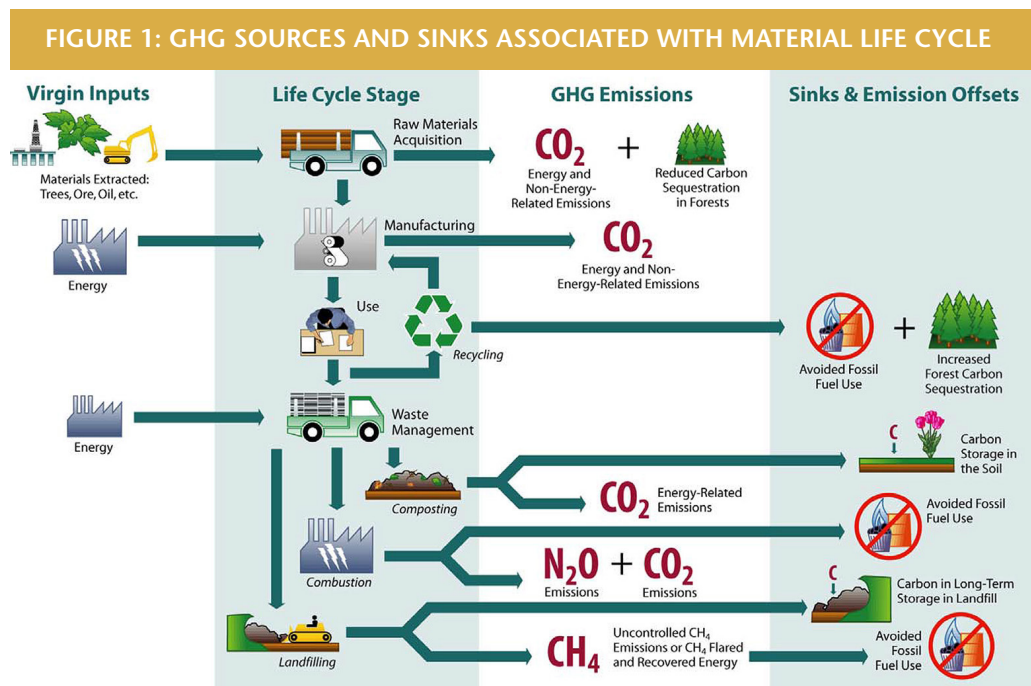 FIGURE 1: GHG SOURCES AND SINKS ASSOCIATED WITH MATERIAL LIFE CYCLE
Virgin Inputs
Life Cycle Stage
GHG Emissions
Sinks & Emission Offsets
Materials Extracted:
Trees, Ore, Oil, etc.
Raw Materials
Acquisition
CO2
+
Energy and
Non-Energy-
Related Emissions
Reduced Carbon
Sequestration
in Forests
Energy
Manufacturing
CO2
Energy and Non-
Energy-Related Emissions
Use
Recycling
+
Avoided Fossil
Fuel Use
Increased
Forest Carbon
Sequestration
Energy
Waste
Management
C
Carbon
Storage in
the Soil
Composting
CO2
Energy-Related
Emissions
Avoided Fossil
Fuel Use
Combustion
N2O + CO2
Emissions
Emissions
C
Carbon in Long-Term
Storage in Landfill
Landfilling
CH4
Uncontrolled CH4
Emissions or CH4 Flared
and Recovered Energy
Avoided
Fossil
Fuel Use